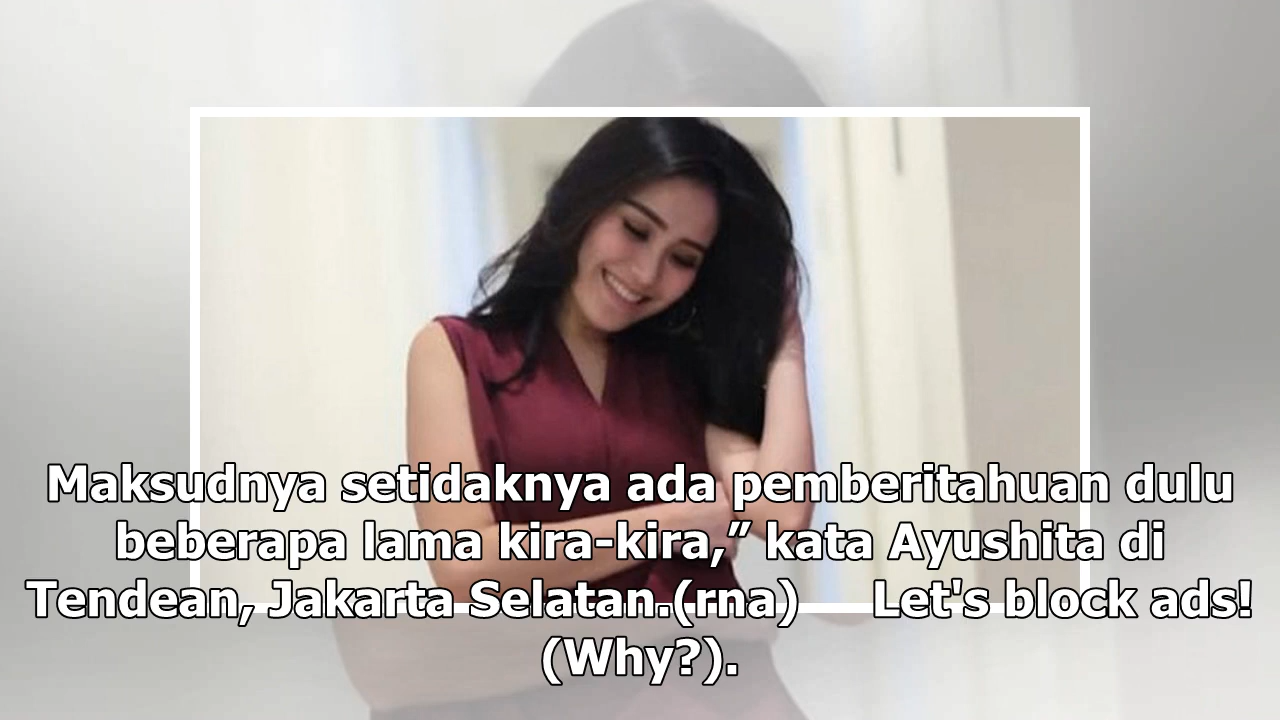 Maksudnya setidaknya ada pemberitahuan dulu
beberapa lama kira-kira,” kata Ayushita di
Tendean, Jakarta Selatan.(rna) Let's block ads!
(Why?).